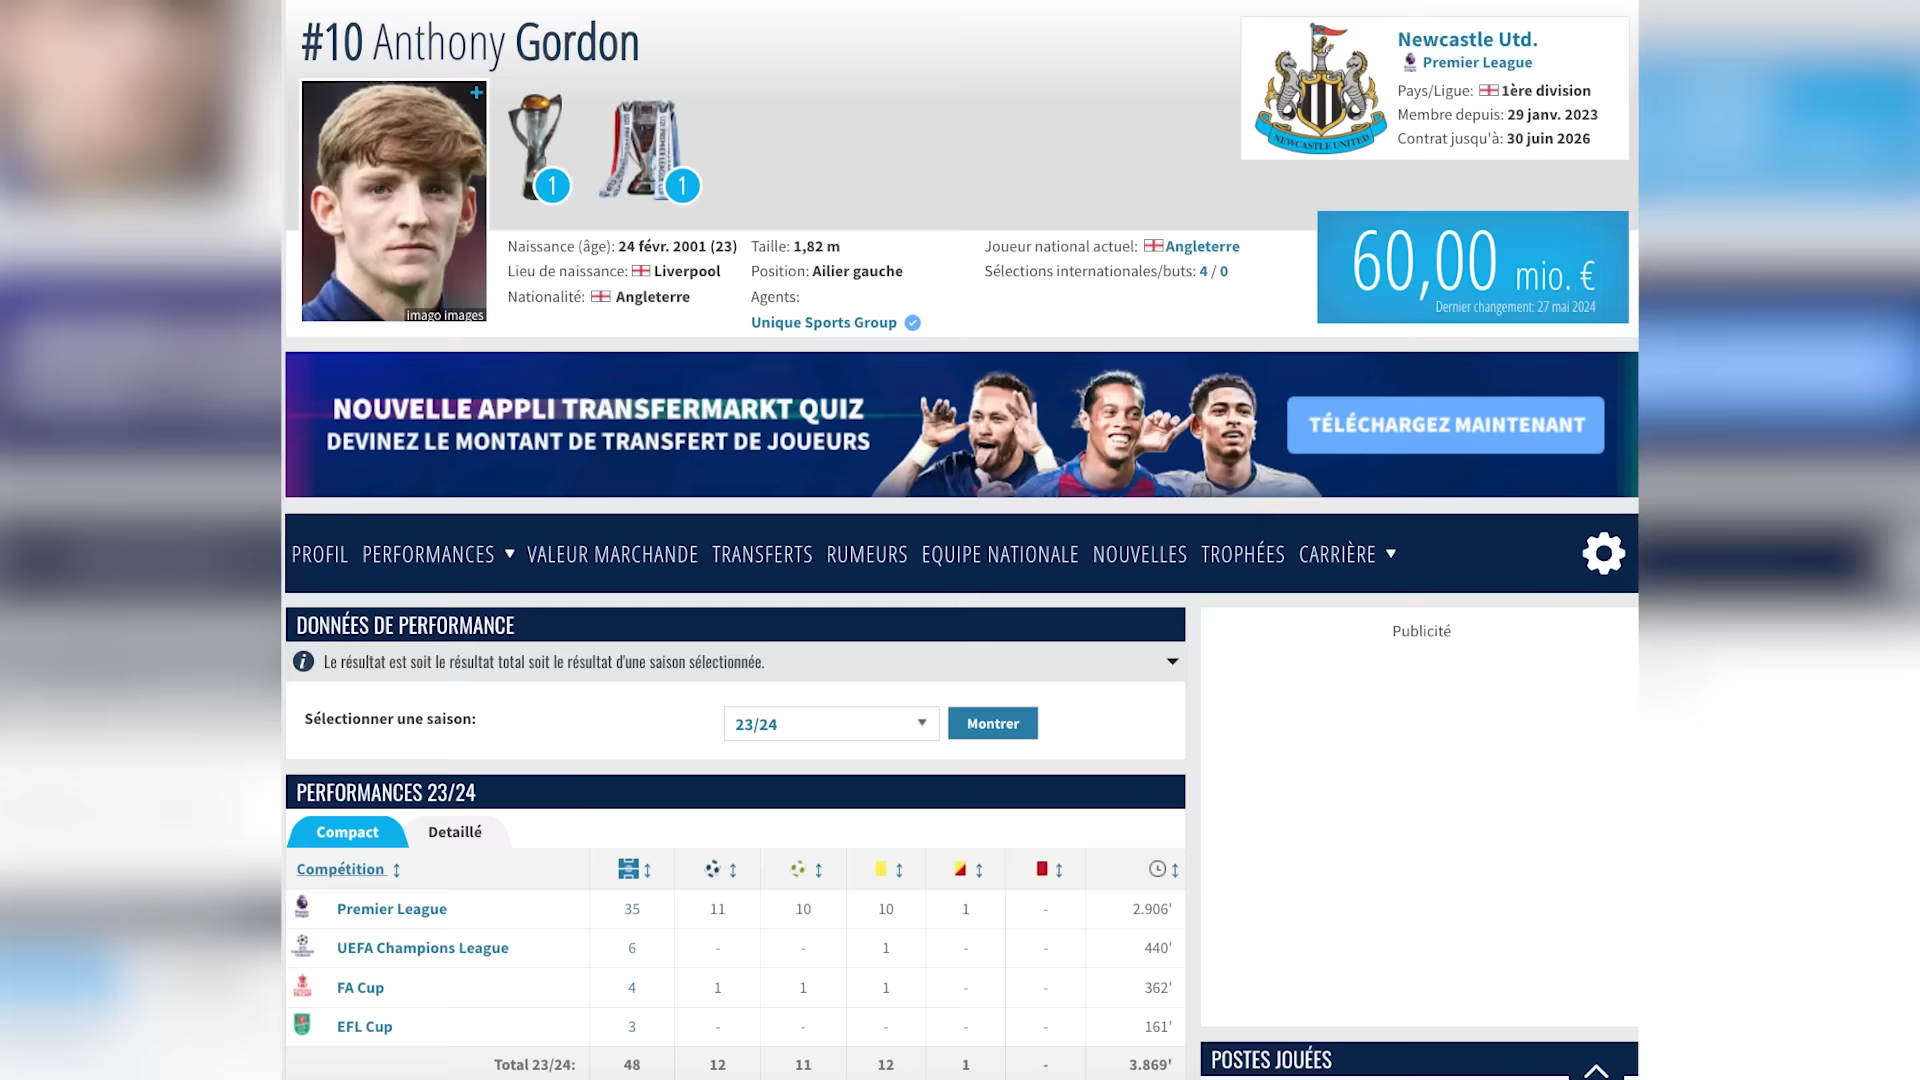 #10 Anthony Gordon
imago images
1
1
Naissance (âge): 24 févr. 2001 (23)
Lieu de naissance: Liverpool
Nationalité: Angleterre
Taille: 1,82 m
Position: Ailier gauche
Agents:
Unique Sports Group
Joueur national actuel: Angleterre
Sélections internationales/buts: 4 / 0
NEWCASTLE UNITED
Newcastle Utd.
Premier League
Pays/Ligue: 1ère division
Membre depuis: 29 janv. 2023
Contrat jusqu'à: 30 juin 2026
60,00 mio. €
Dernier changement: 27 mai 2024
NOUVELLE APPLI TRANSFERMARKT QUIZ
DEVINEZ LE MONTANT DE TRANSFERT DE JOUEURS
TÉLÉCHARGEZ MAINTENANT
PROFIL PERFORMANCES VALEUR MARCHANDE TRANSFERTS RUMEURS EQUIPE NATIONALE NOUVELLES TROPHÉES CARRIÈRE
DONNÉES DE PERFORMANCE
Le résultat est soit le résultat total soit le résultat d'une saison sélectionnée.
Sélectionner une saison: 23/24 Montrer
Publicité
PERFORMANCES 23/24
Compact Detaillé
Compétition
Premier League 35 11 10 10 1 - 2.906'
UEFA Champions League 6 - - 1 - - 440'
FA Cup 4 1 1 1 - - 362'
EFL Cup 3 - - - - - 161'
Total 23/24: 48 12 11 12 1 - 3.869'
POSTES JOUÉES